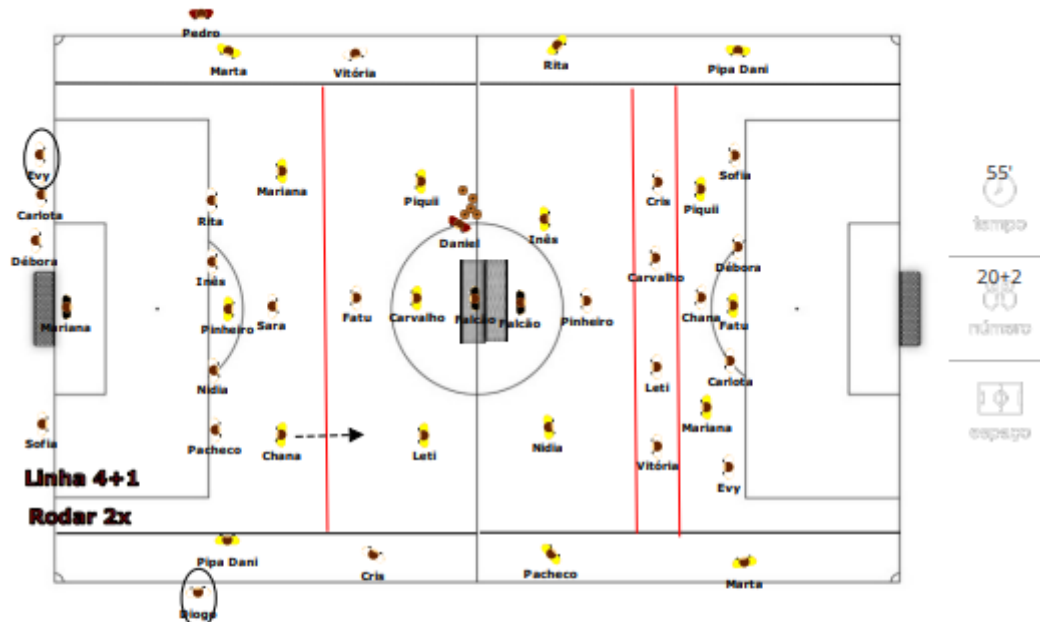 Pedro
Marta
Vitória
Rita
Pipa Dani
Evy
Carlota
Débora
Mariana
Sofia
Rita
Inês
Pinheiro
Nidia
Pacheco
Mariana
Sara
Chana
Fatu
Piquii
Daniel
Carvalho
Leti
Falcão
Falcão
Inês
Pinheiro
Nidia
Cris
Carvalho
Leti
Vitória
Piquii
Chana
Mariana
Sofia
Débora
Fatu
Carlota
Evy
Linha 4+1
Rodar 2x
Pipa Dani
Cris
Pacheco
Marta
Diogo
55'
tempo
20+2
número
espaço